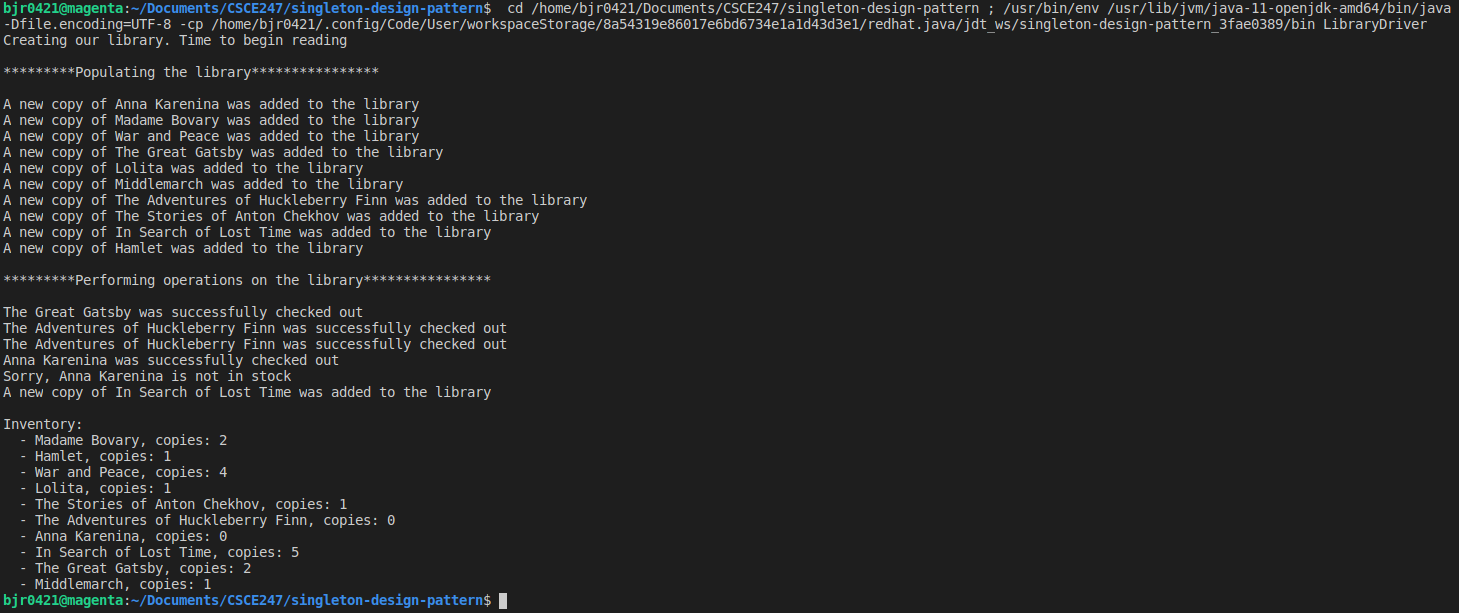 bjr0421@magenta:~/Documents/CSCE247/singleton-design-pattern$  cd /home/bjr0421/Documents/CSCE247/singleton-design-pattern ; /usr/bin/env /usr/lib/jvm/java-11-openjdk-amd64/bin/java
-Dfile.encoding=UTF-8 -cp /home/bjr0421/.config/Code/User/workspaceStorage/8a54319e86017e6bd6734e1a1d43d3e1/redhat.java/jdt_ws/singleton-design-pattern_3fae0389/bin LibraryDriver
Creating our library. Time to begin reading
*********Populating the library****************
A new copy of Anna Karenina was added to the library
A new copy of Madame Bovary was added to the library
A new copy of War and Peace was added to the library
A new copy of The Great Gatsby was added to the library
A new copy of Lolita was added to the library
A new copy of Middlemarch was added to the library
A new copy of The Adventures of Huckleberry Finn was added to the library
A new copy of The Stories of Anton Chekhov was added to the library
A new copy of In Search of Lost Time was added to the library
A new copy of Hamlet was added to the library
*********Performing operations on the library****************
The Great Gatsby was successfully checked out
The Adventures of Huckleberry Finn was successfully checked out
The Adventures of Huckleberry Finn was successfully checked out
Anna Karenina was successfully checked out
Sorry, Anna Karenina is not in stock
A new copy of In Search of Lost Time was added to the library
Inventory:
  - Madame Bovary, copies: 2
  - Hamlet, copies: 1
  - War and Peace, copies: 4
  - Lolita, copies: 1
  - The Stories of Anton Chekhov, copies: 1
  - The Adventures of Huckleberry Finn, copies: 0
  - Anna Karenina, copies: 0
  - In Search of Lost Time, copies: 5
  - The Great Gatsby, copies: 2
  - Middlemarch, copies: 1
bjr0421@magenta:~/Documents/CSCE247/singleton-design-pattern$